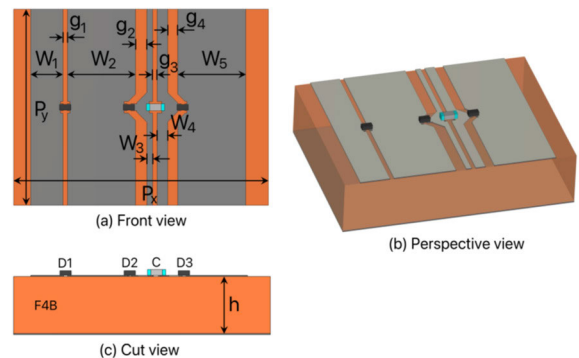 g1 g2 g4
W1 W2 g3 W5
Py W3 W4
Px
(a) Front view
(b) Perspective view
D1 D2 C D3
F4B h
(c) Cut view